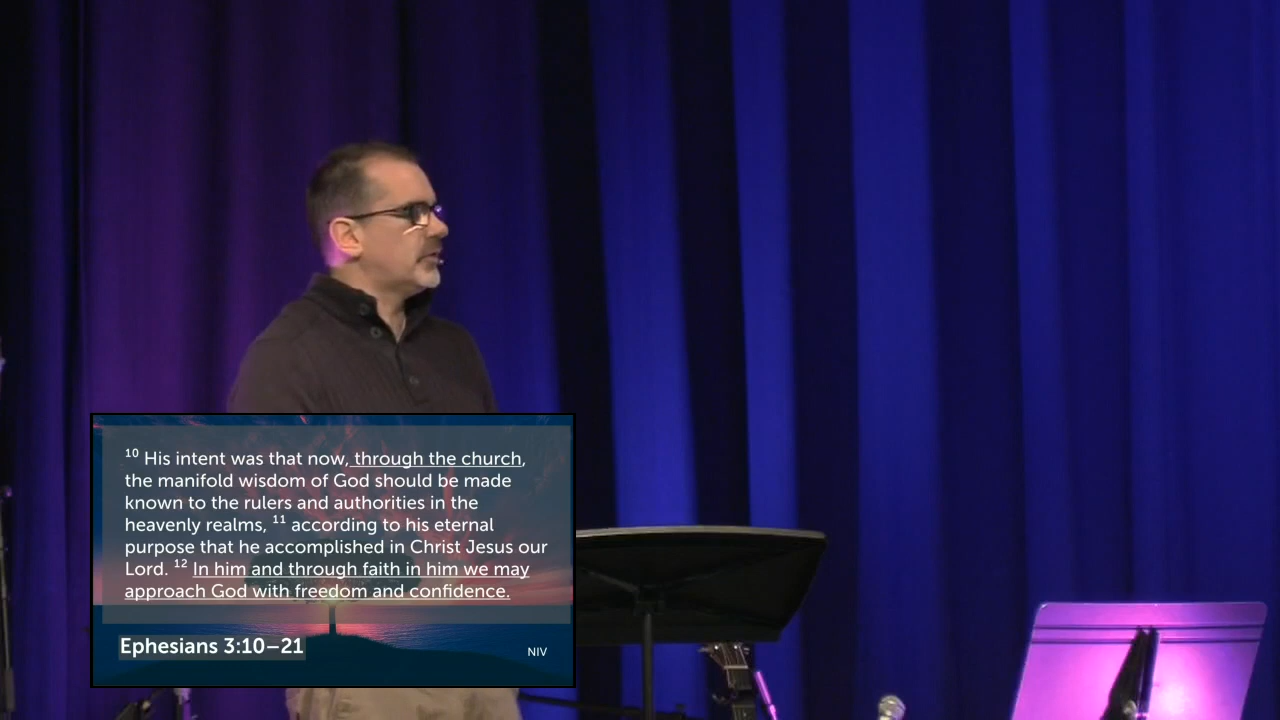 ¹⁰ His intent was that now, through the church,
the manifold wisdom of God should be made
known to the rulers and authorities in the
heavenly realms, ¹¹ according to his eternal
purpose that he accomplished in Christ Jesus our
Lord. ¹² In him and through faith in him we may
approach God with freedom and confidence.
Ephesians 3:10–21
NIV